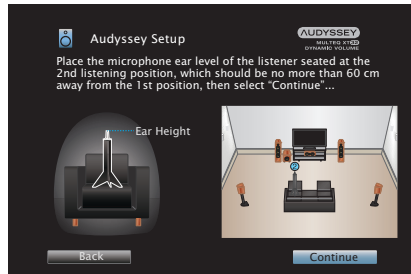 Audyssey Setup
AUDYSSEY
MULTEQ XT32
DYNAMIC VOLUME
Place the microphone ear level of the listener seated at the
2nd listening position, which should be no more than 60 cm
away from the 1st position, then select “Continue”...
Ear Height
2
Back
Continue